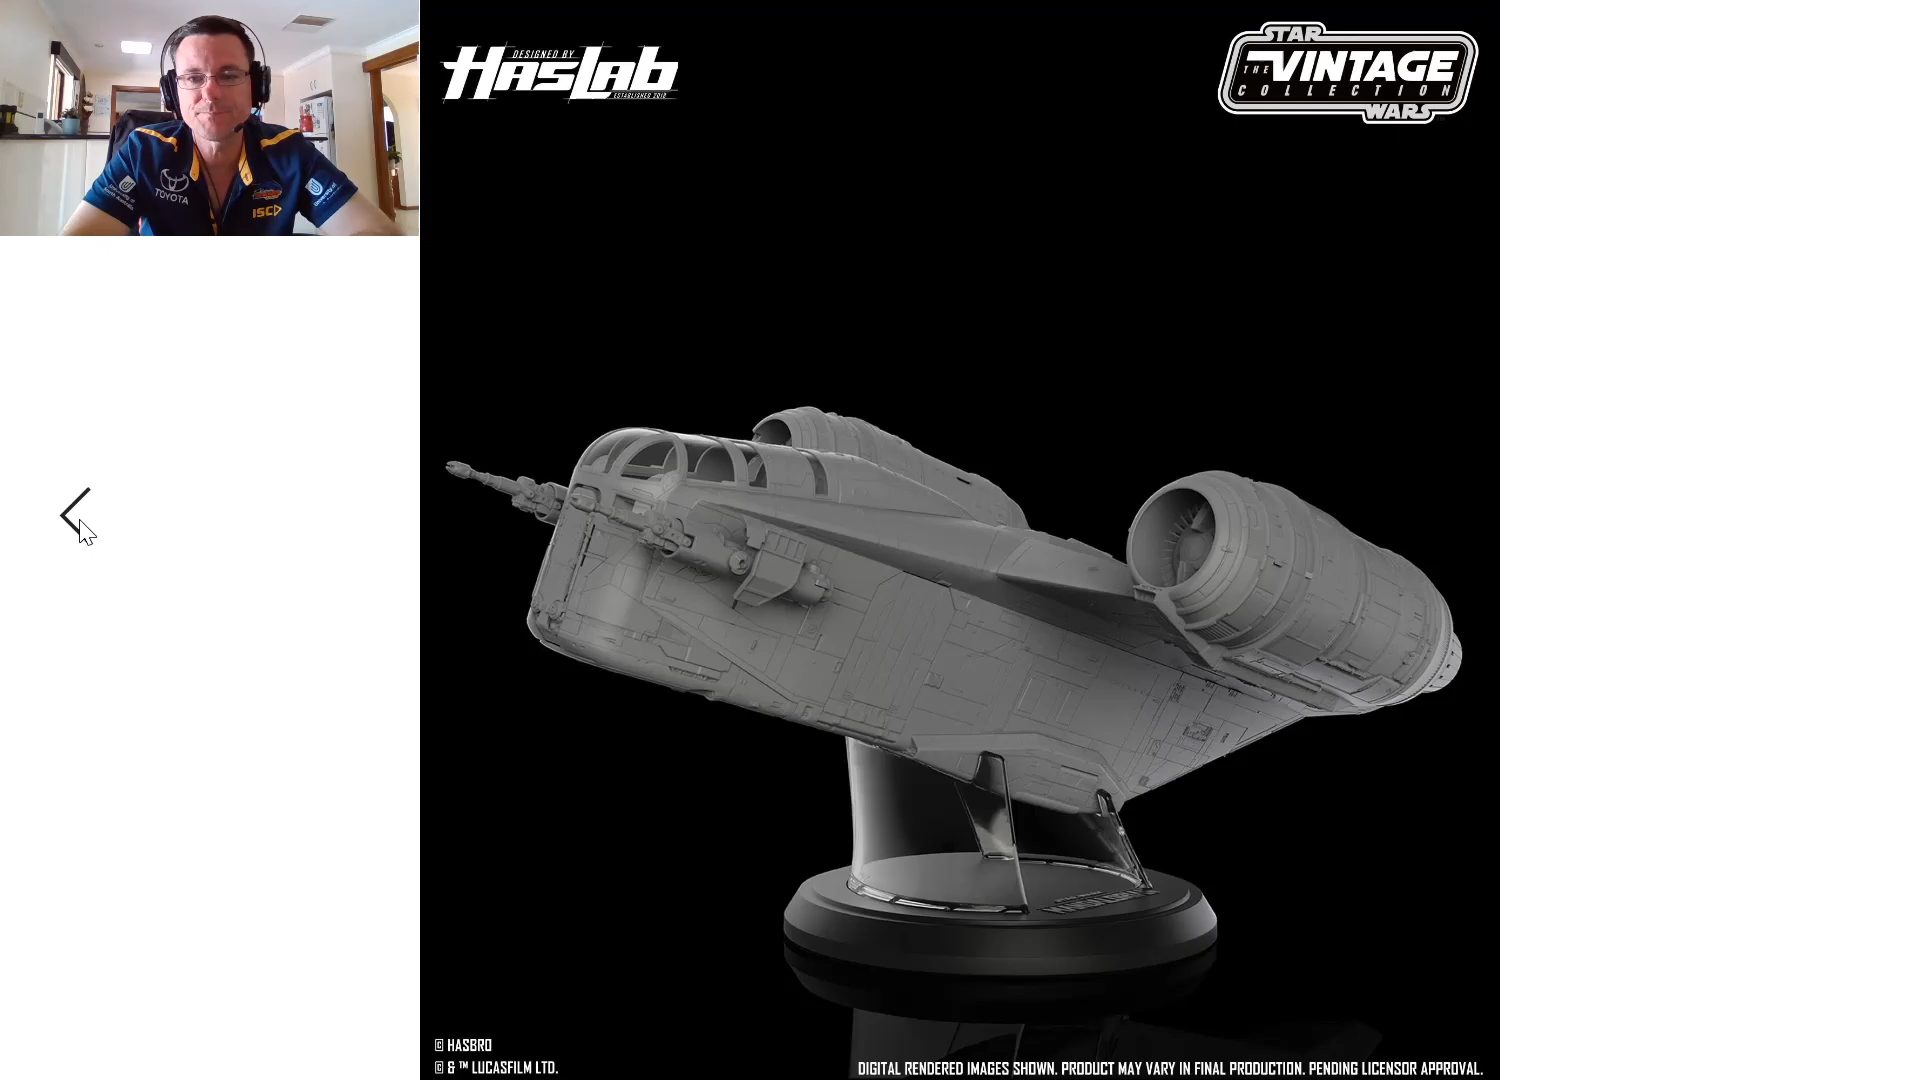 DESIGNED BY
HASLAB
ESTABLISHED 2018
STAR
THE VINTAGE
COLLECTION
WARS
TOYOTA
ISC
© HASBRO
© & ™ LUCASFILM LTD.
DIGITAL RENDERED IMAGES SHOWN. PRODUCT MAY VARY IN FINAL PRODUCTION. PENDING LICENSOR APPROVAL.